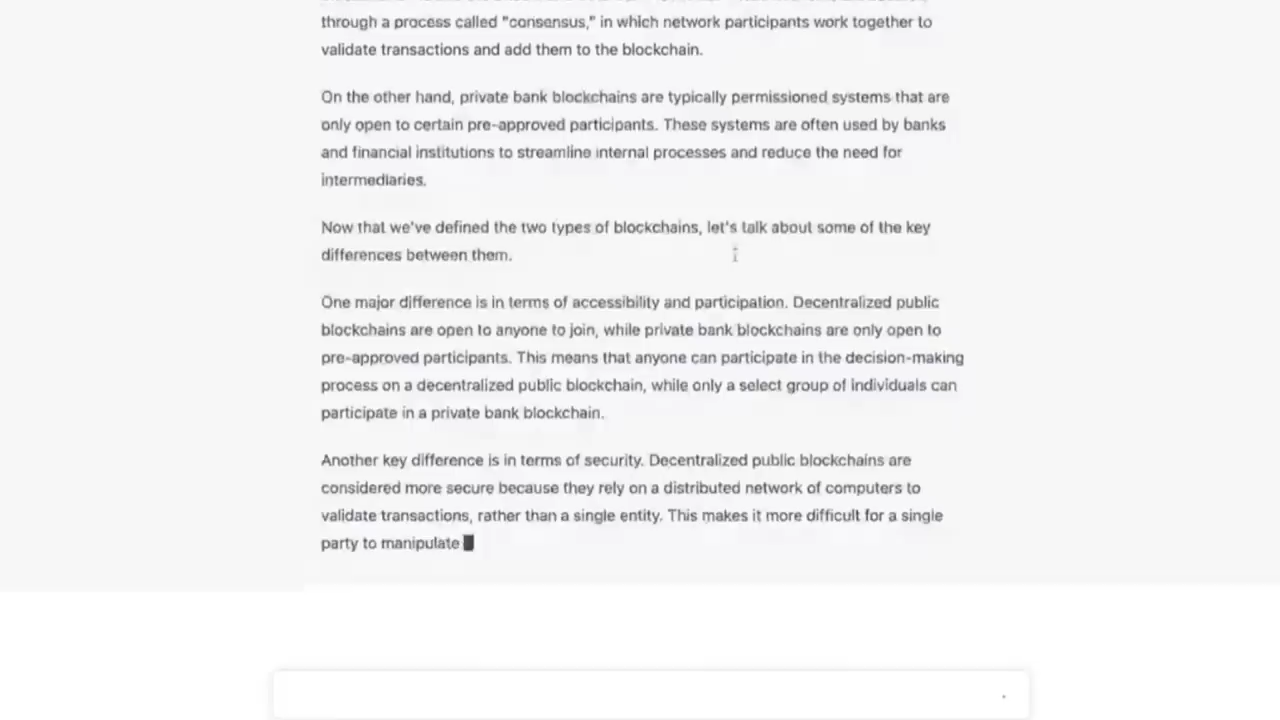 through a process called "consensus," in which network participants work together to
validate transactions and add them to the blockchain.
On the other hand, private bank blockchains are typically permissioned systems that are
only open to certain pre-approved participants. These systems are often used by banks
and financial institutions to streamline internal processes and reduce the need for
intermediaries.
Now that we've defined the two types of blockchains, let's talk about some of the key
differences between them.
One major difference is in terms of accessibility and participation. Decentralized public
blockchains are open to anyone to join, while private bank blockchains are only open to
pre-approved participants. This means that anyone can participate in the decision-making
process on a decentralized public blockchain, while only a select group of individuals can
participate in a private bank blockchain.
Another key difference is in terms of security. Decentralized public blockchains are
considered more secure because they rely on a distributed network of computers to
validate transactions, rather than a single entity. This makes it more difficult for a single
party to manipulate